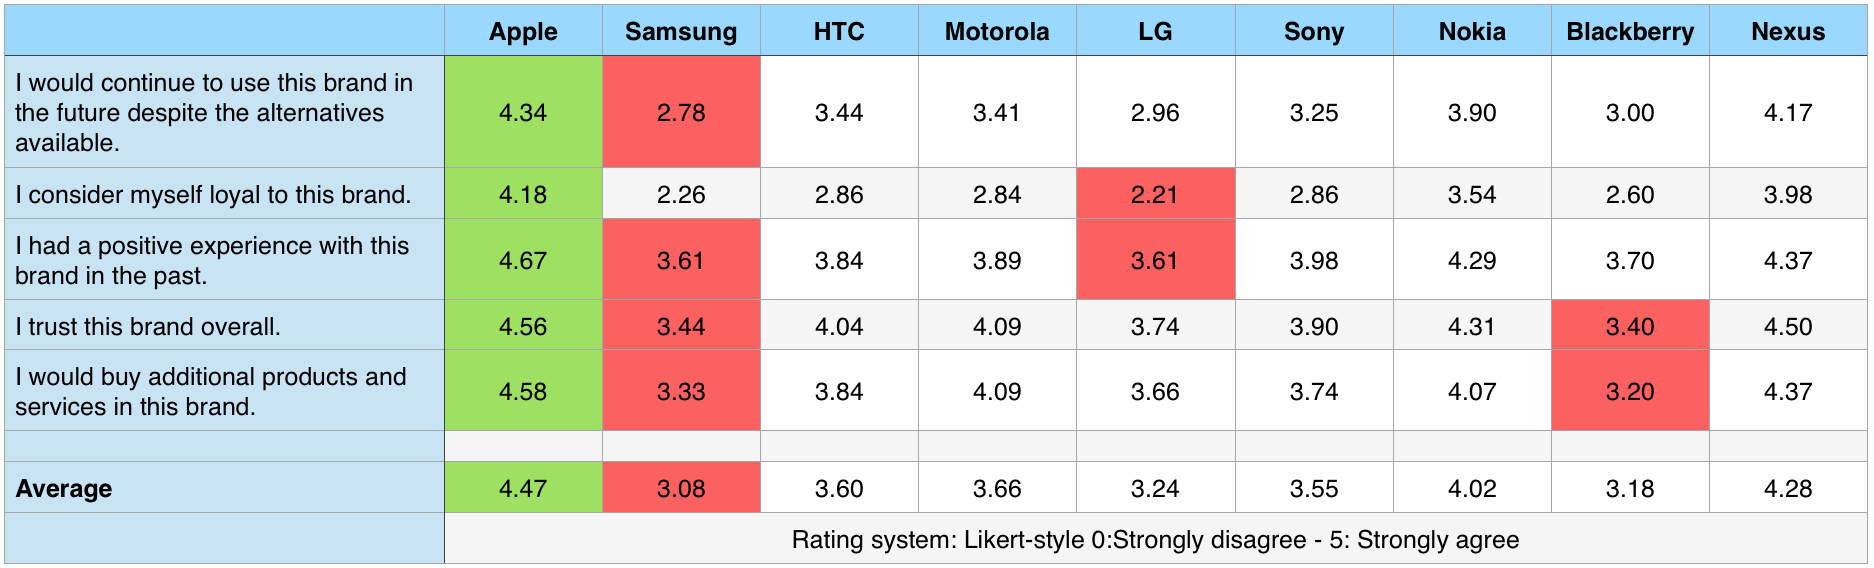 Apple Samsung HTC Motorola LG Sony Nokia Blackberry Nexus
I would continue to use this brand in
the future despite the alternatives
available.
4.34 2.78 3.44 3.41 2.96 3.25 3.90 3.00 4.17
I consider myself loyal to this brand. 4.18 2.26 2.86 2.84 2.21 2.86 3.54 2.60 3.98
I had a positive experience with this
brand in the past.
4.67 3.61 3.84 3.89 3.61 3.98 4.29 3.70 4.37
I trust this brand overall. 4.56 3.44 4.04 4.09 3.74 3.90 4.31 3.40 4.50
I would buy additional products and
services in this brand.
4.58 3.33 3.84 4.09 3.66 3.74 4.07 3.20 4.37
Average 4.47 3.08 3.60 3.66 3.24 3.55 4.02 3.18 4.28
Rating system: Likert-style 0:Strongly disagree - 5: Strongly agree